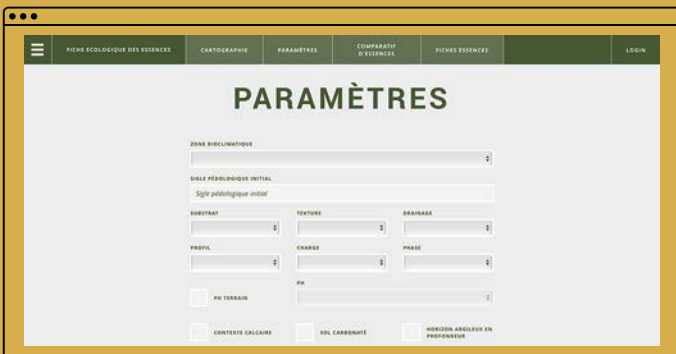 FICHE ECOLOGIQUE DES ESSENCES
CARTOGRAPHIE
PARAMÈTRES
COMPARATIF
D'ESSENCES
FICHES ESSENCES
LOGIN
PARAMÈTRES
ZONE BIOCLIMATIQUE
SIGLE PÉDOLOGIQUE INITIAL
Sigle pédologique initial
SUBSTRAT
TEXTURE
DRAINAGE
PROFIL
CHARGE
PHASE
PH
PH TERRAIN
CONTEXTE CALCAIRE
SOL CARBONATÉ
HORIZON ARGILEUX EN
PROFONDEUR